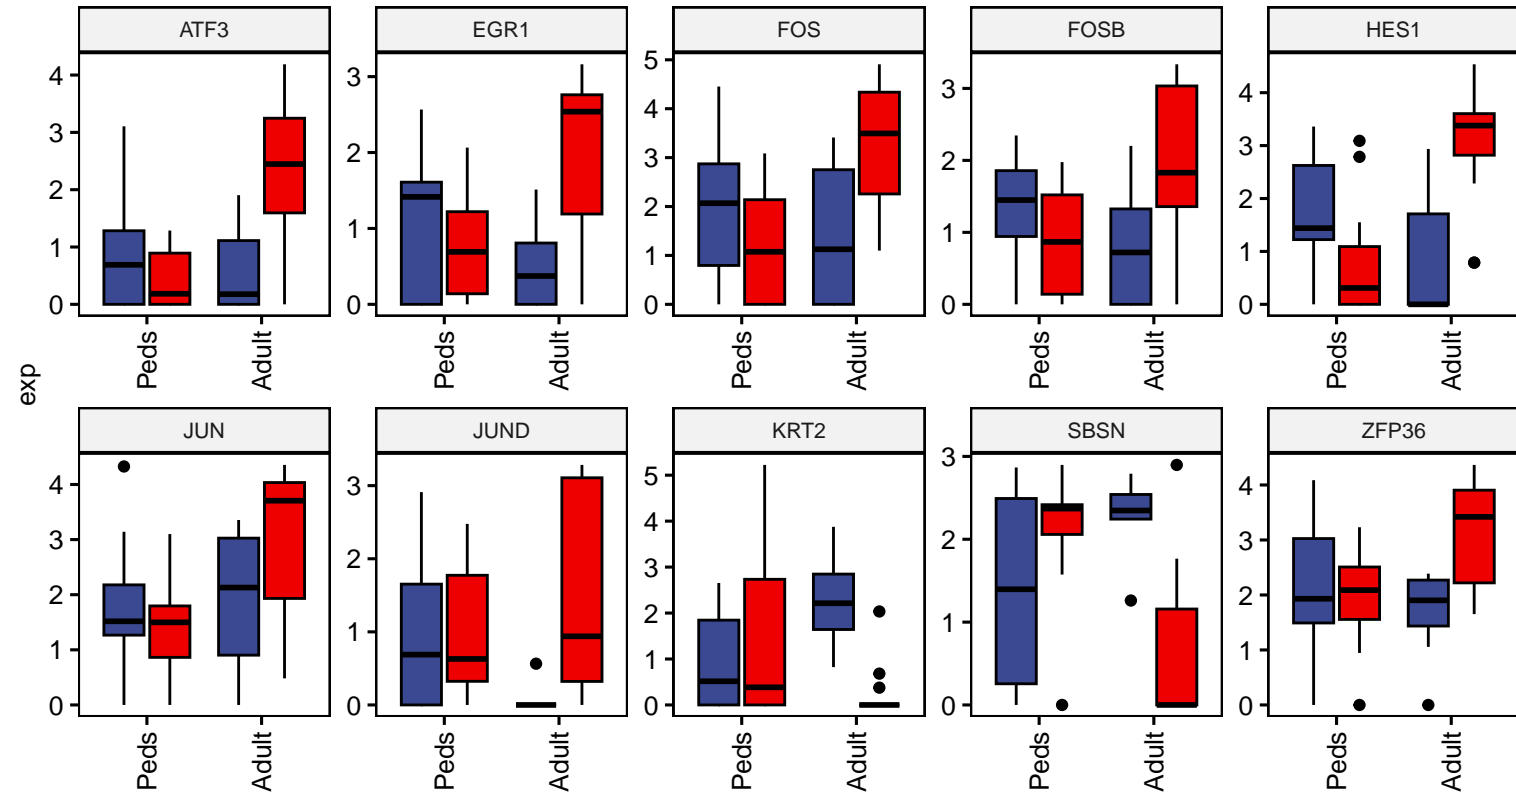 ATF3 EGR1 FOS FOSB HES1
4 3 2 1 0
3 2 1 0
5 4 3 2 1 0
3 2 1 0
4 3 2 1 0
Peds Adult Peds Adult Peds Adult Peds Adult Peds Adult
exp
JUN JUND KRT2 SBSN ZFP36
4 3 2 1 0
3 2 1 0
5 4 3 2 1 0
3 2 1 0
4 3 2 1 0
Peds Adult Peds Adult Peds Adult Peds Adult Peds Adult